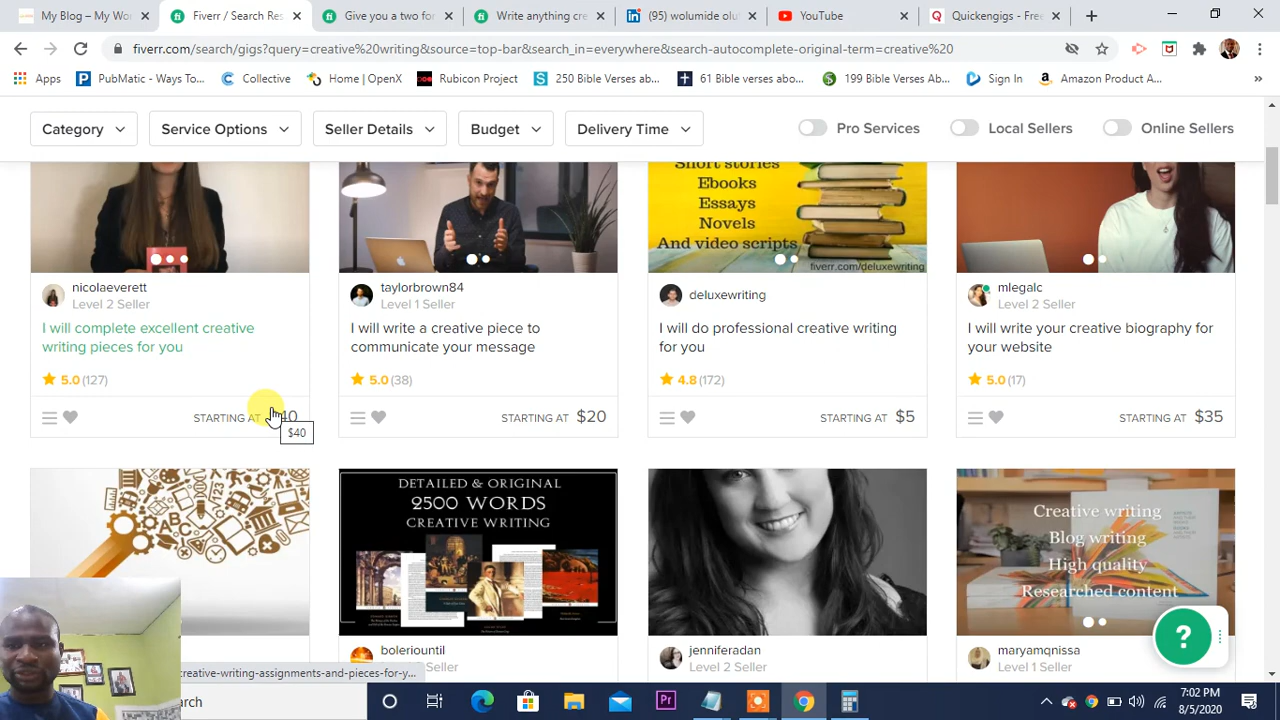 My Blog – My Wor
Fiverr / Search Res
Give you a two for
Write anything cre
(95) wolumide olu
YouTube
Quickengigs - Free
fiverr.com/search/gigs?query=creative%20writing&source=top-bar&search_in=everywhere&search-autocomplete-original-term=creative%20
Apps
PubMatic - Ways To...
Collective
Home | OpenX
Rubicon Project
250 Bible Verses ab...
61 bible verses abo...
199 Bible Verses Ab...
Sign In
Amazon Product A...
Category
Service Options
Seller Details
Budget
Delivery Time
Pro Services
Local Sellers
Online Sellers
Short stories
Ebooks
Essays
Novels
And video scripts
fiverr.com/deluxewriting
nicolaeverett
Level 2 Seller
I will complete excellent creative
writing pieces for you
5.0 (127)
STARTING AT
$40
taylorbrown84
Level 1 Seller
I will write a creative piece to
communicate your message
5.0 (38)
STARTING AT $20
deluxewriting
I will do professional creative writing
for you
4.8 (172)
STARTING AT $5
mlegalc
Level 2 Seller
I will write your creative biography for
your website
5.0 (17)
STARTING AT $35
DETAILED & ORIGINAL
2500 WORDS
CREATIVE WRITING
Creative writing
Blog writing
High quality
Researched content
boleriountil
Seller
jenniferadan
Level 2 Seller
maryamqnissa
Level 1 Seller
?
creative-writing-assignments-and-pieces-for-y...
arch
7:02 PM
8/5/2020